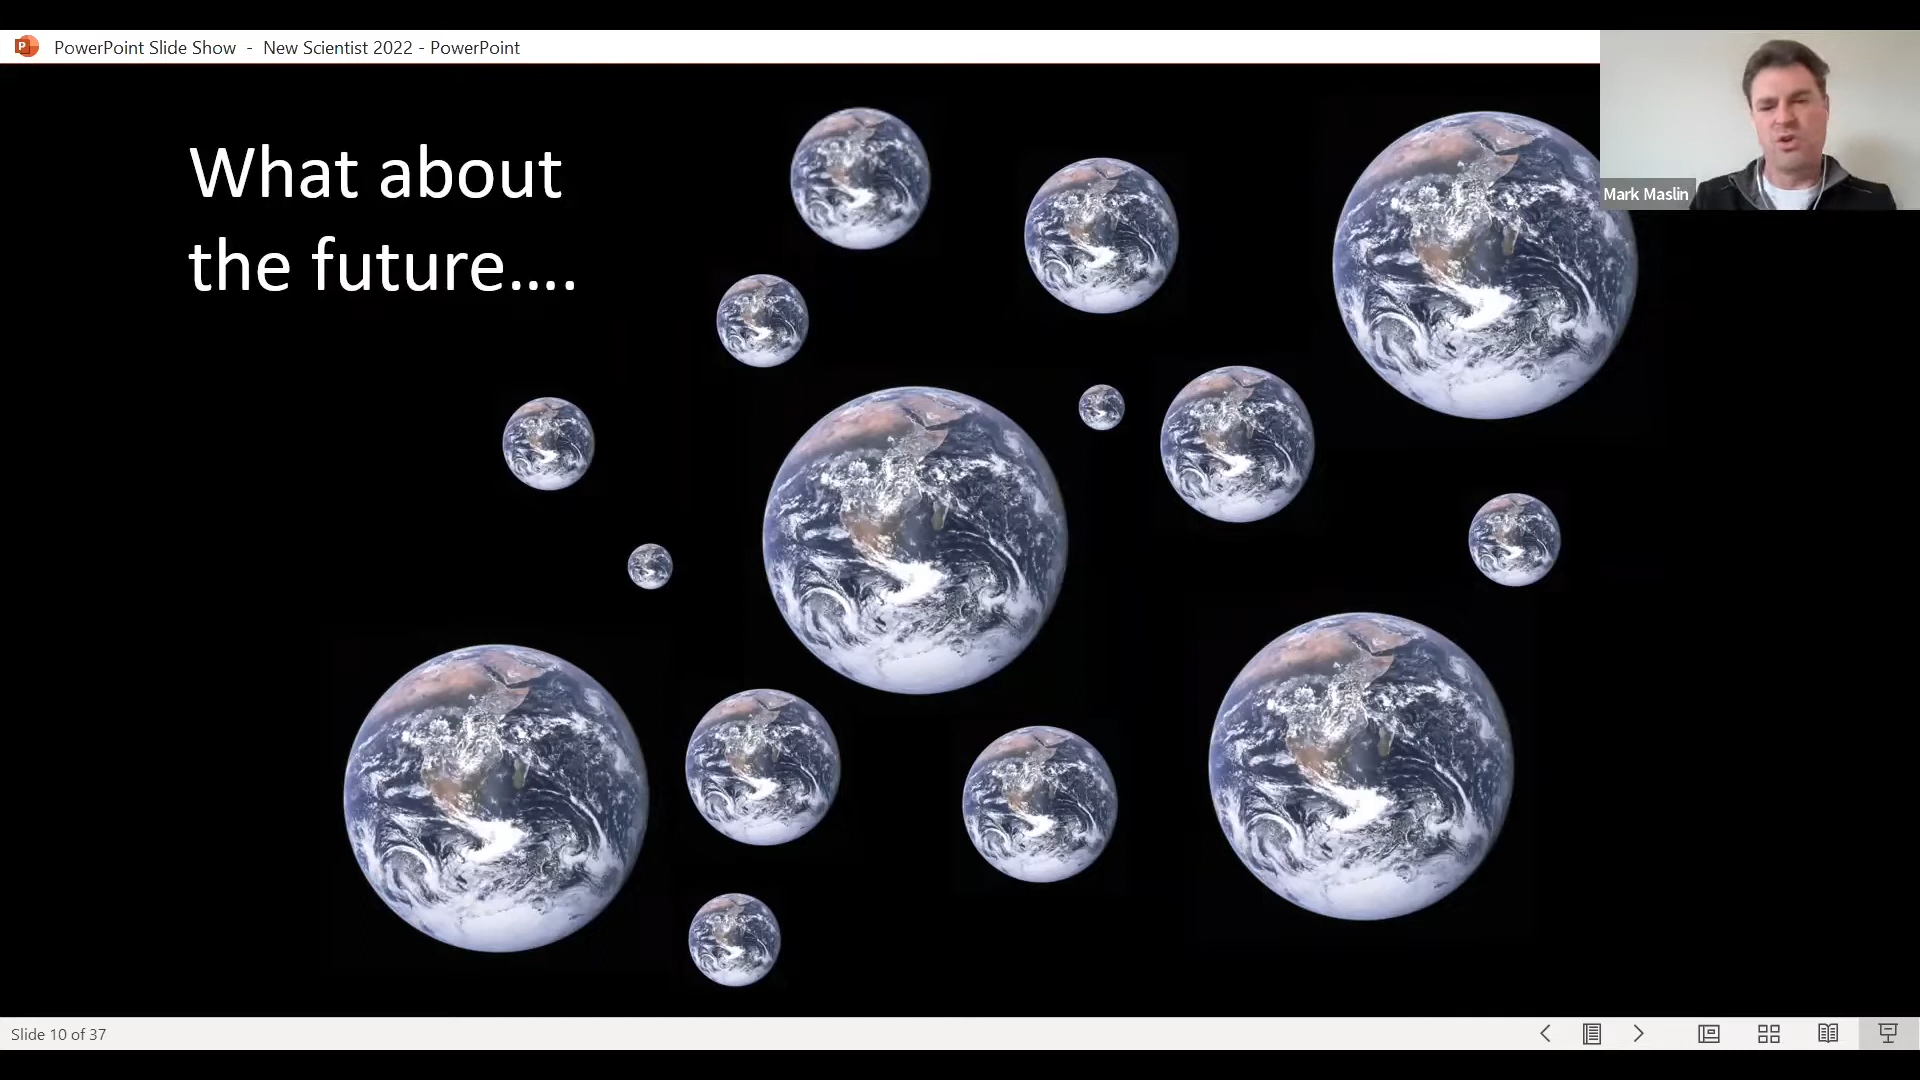 PowerPoint Slide Show - New Scientist 2022 - PowerPoint
Mark Maslin
What about
the future....
Slide 10 of 37